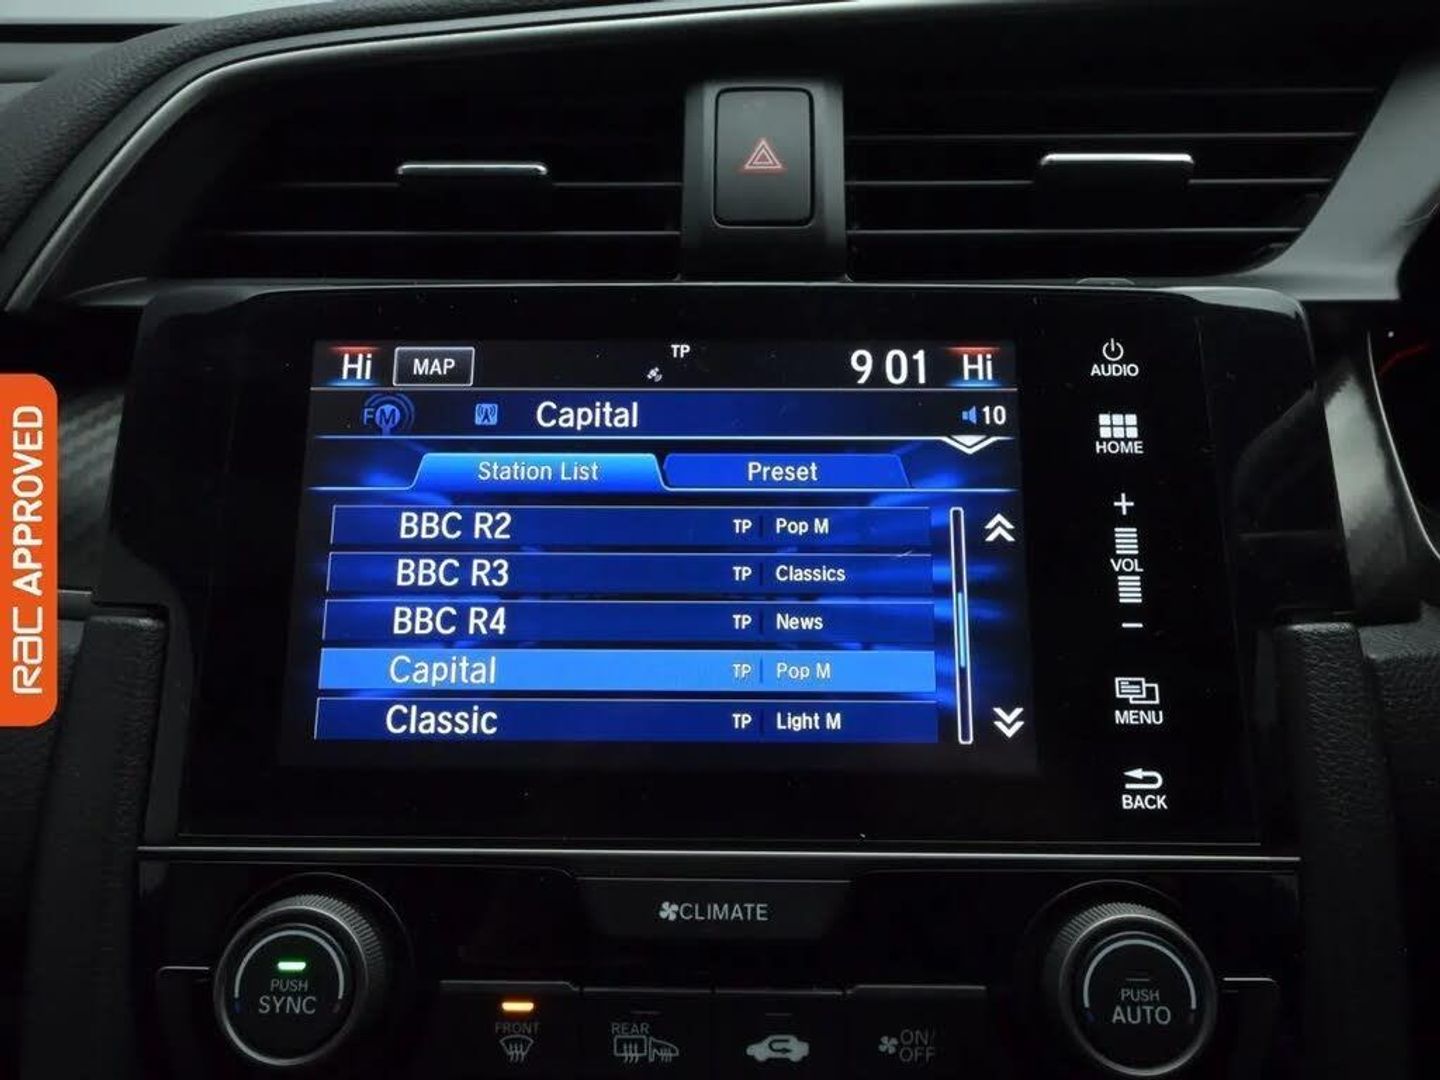 TP
Hi MAP 9 01 Hi
FM Capital 10
Station List Preset
BBC R2 TP Pop M
BBC R3 TP Classics
BBC R4 TP News
Capital TP Pop M
Classic TP Light M
AUDIO
HOME
+
VOL
−
MENU
BACK
RAC APPROVED
CLIMATE
PUSH
SYNC
FRONT
REAR
ON/
OFF
PUSH
AUTO